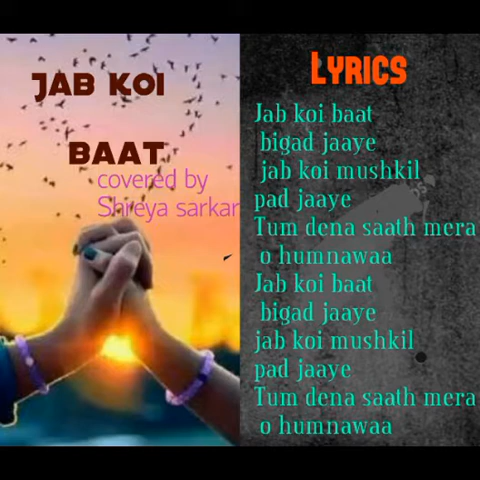 JAB KOI
BAAT
covered by
Shreya sarkar
LYRICS
Jab koi baat
bigad jaaye
jab koi mushkil
pad jaaye
Tum dena saath mera
o humnawaa
Jab koi baat
bigad jaaye
jab koi mushkil
pad jaaye
Tum dena saath mera
o humnawaa